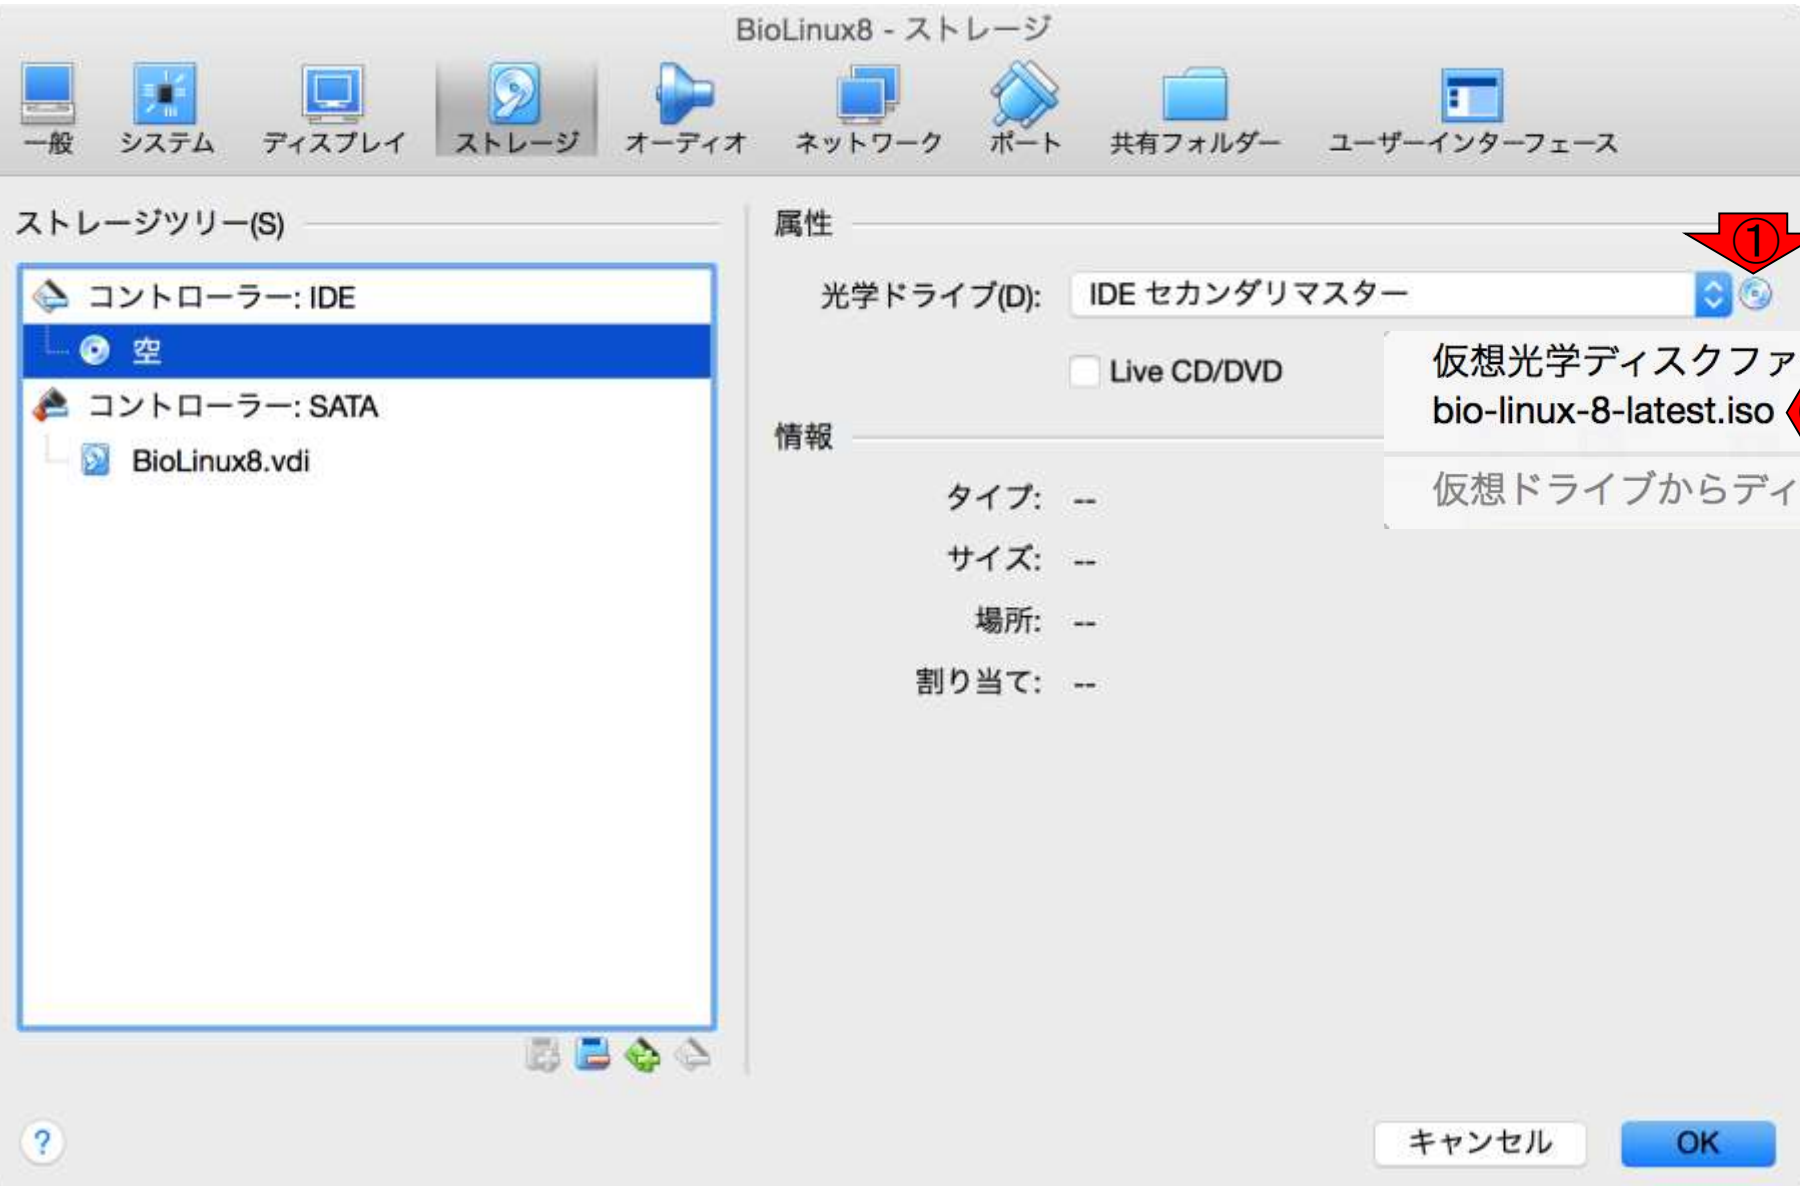 BioLinux8 - ストレージ
一般 システム ディスプレイ ストレージ オーディオ ネットワーク ポート 共有フォルダー ユーザーインターフェース
ストレージツリー(S)
コントローラー: IDE
空
コントローラー: SATA
BioLinux8.vdi
属性
①
光学ドライブ(D): IDE セカンダリマスター
Live CD/DVD
仮想光学ディスクファ
bio-linux-8-latest.iso
仮想ドライブからディ
情報
タイプ: --
サイズ: --
場所: --
割り当て: --
?
キャンセル OK